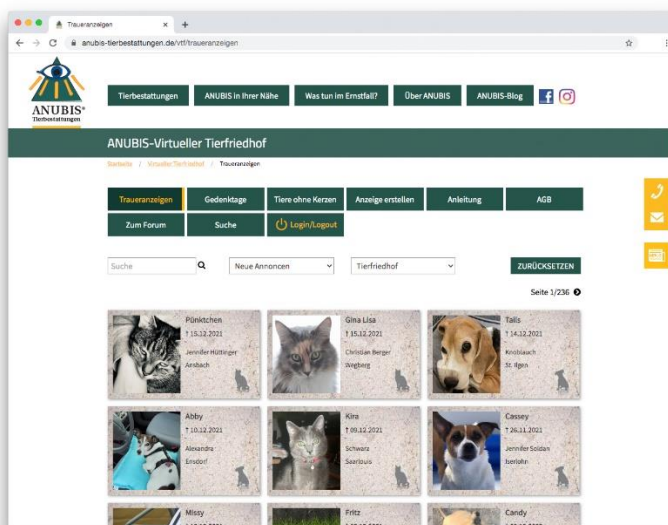 Traueranzeigen
anubis-tierbestattungen.de/vtf/traueranzeigen
ANUBIS®
Tierbestattungen
Tierbestattungen
ANUBIS in Ihrer Nähe
Was tun im Ernstfall?
Über ANUBIS
ANUBIS-Blog
ANUBIS-Virtueller Tierfriedhof
Startseite / Virtueller Tierfriedhof / Traueranzeigen
Traueranzeigen
Gedenktage
Tiere ohne Kerzen
Anzeige erstellen
Anleitung
AGB
Zum Forum
Suche
Login/Logout
Suche
Neue Annoncen
Tierfriedhof
ZURÜCKSETZEN
Seite 1/236
Pünktchen
† 15.12.2021
Jennifer Hüttinger
Ansbach
Gina Lisa
† 15.12.2021
Christian Berger
Wegberg
† 14.12.2021
Knoblauch
St. Ilgen
Abby
† 10.12.2021
Alexandra
Ensdorf
Kira
† 09.12.2021
Schwarz
Saarlouis
Cassey
† 26.11.2021
Jennifer Soldan
Iserlohn
Missy
Fritz
Candy